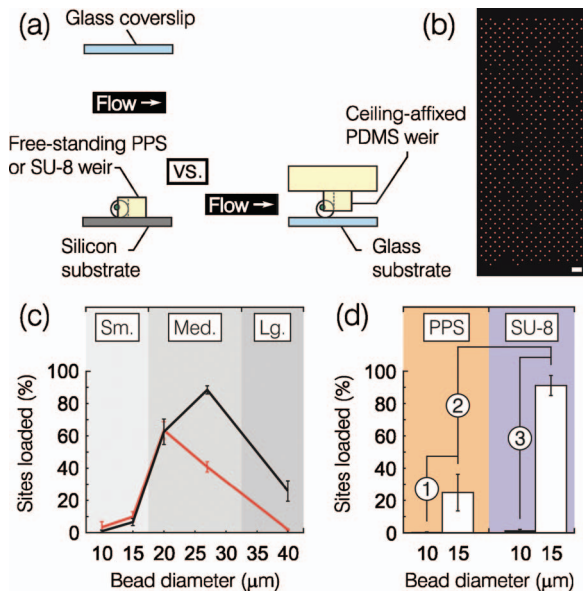 (a)
Glass coverslip
Flow →
Free-standing PPS
or SU-8 weir
VS.
Silicon
substrate
Ceiling-affixed
PDMS weir
Flow →
Glass
substrate
(b)
(c)
Sm.
Med.
Lg.
Sites loaded (%)
100
80
60
40
20
0
10 15 20 25 30 35 40
Bead diameter (µm)
(d)
PPS
SU-8
Sites loaded (%)
100
80
60
40
20
0
1
2
3
10 15 10 15
Bead diameter (µm)